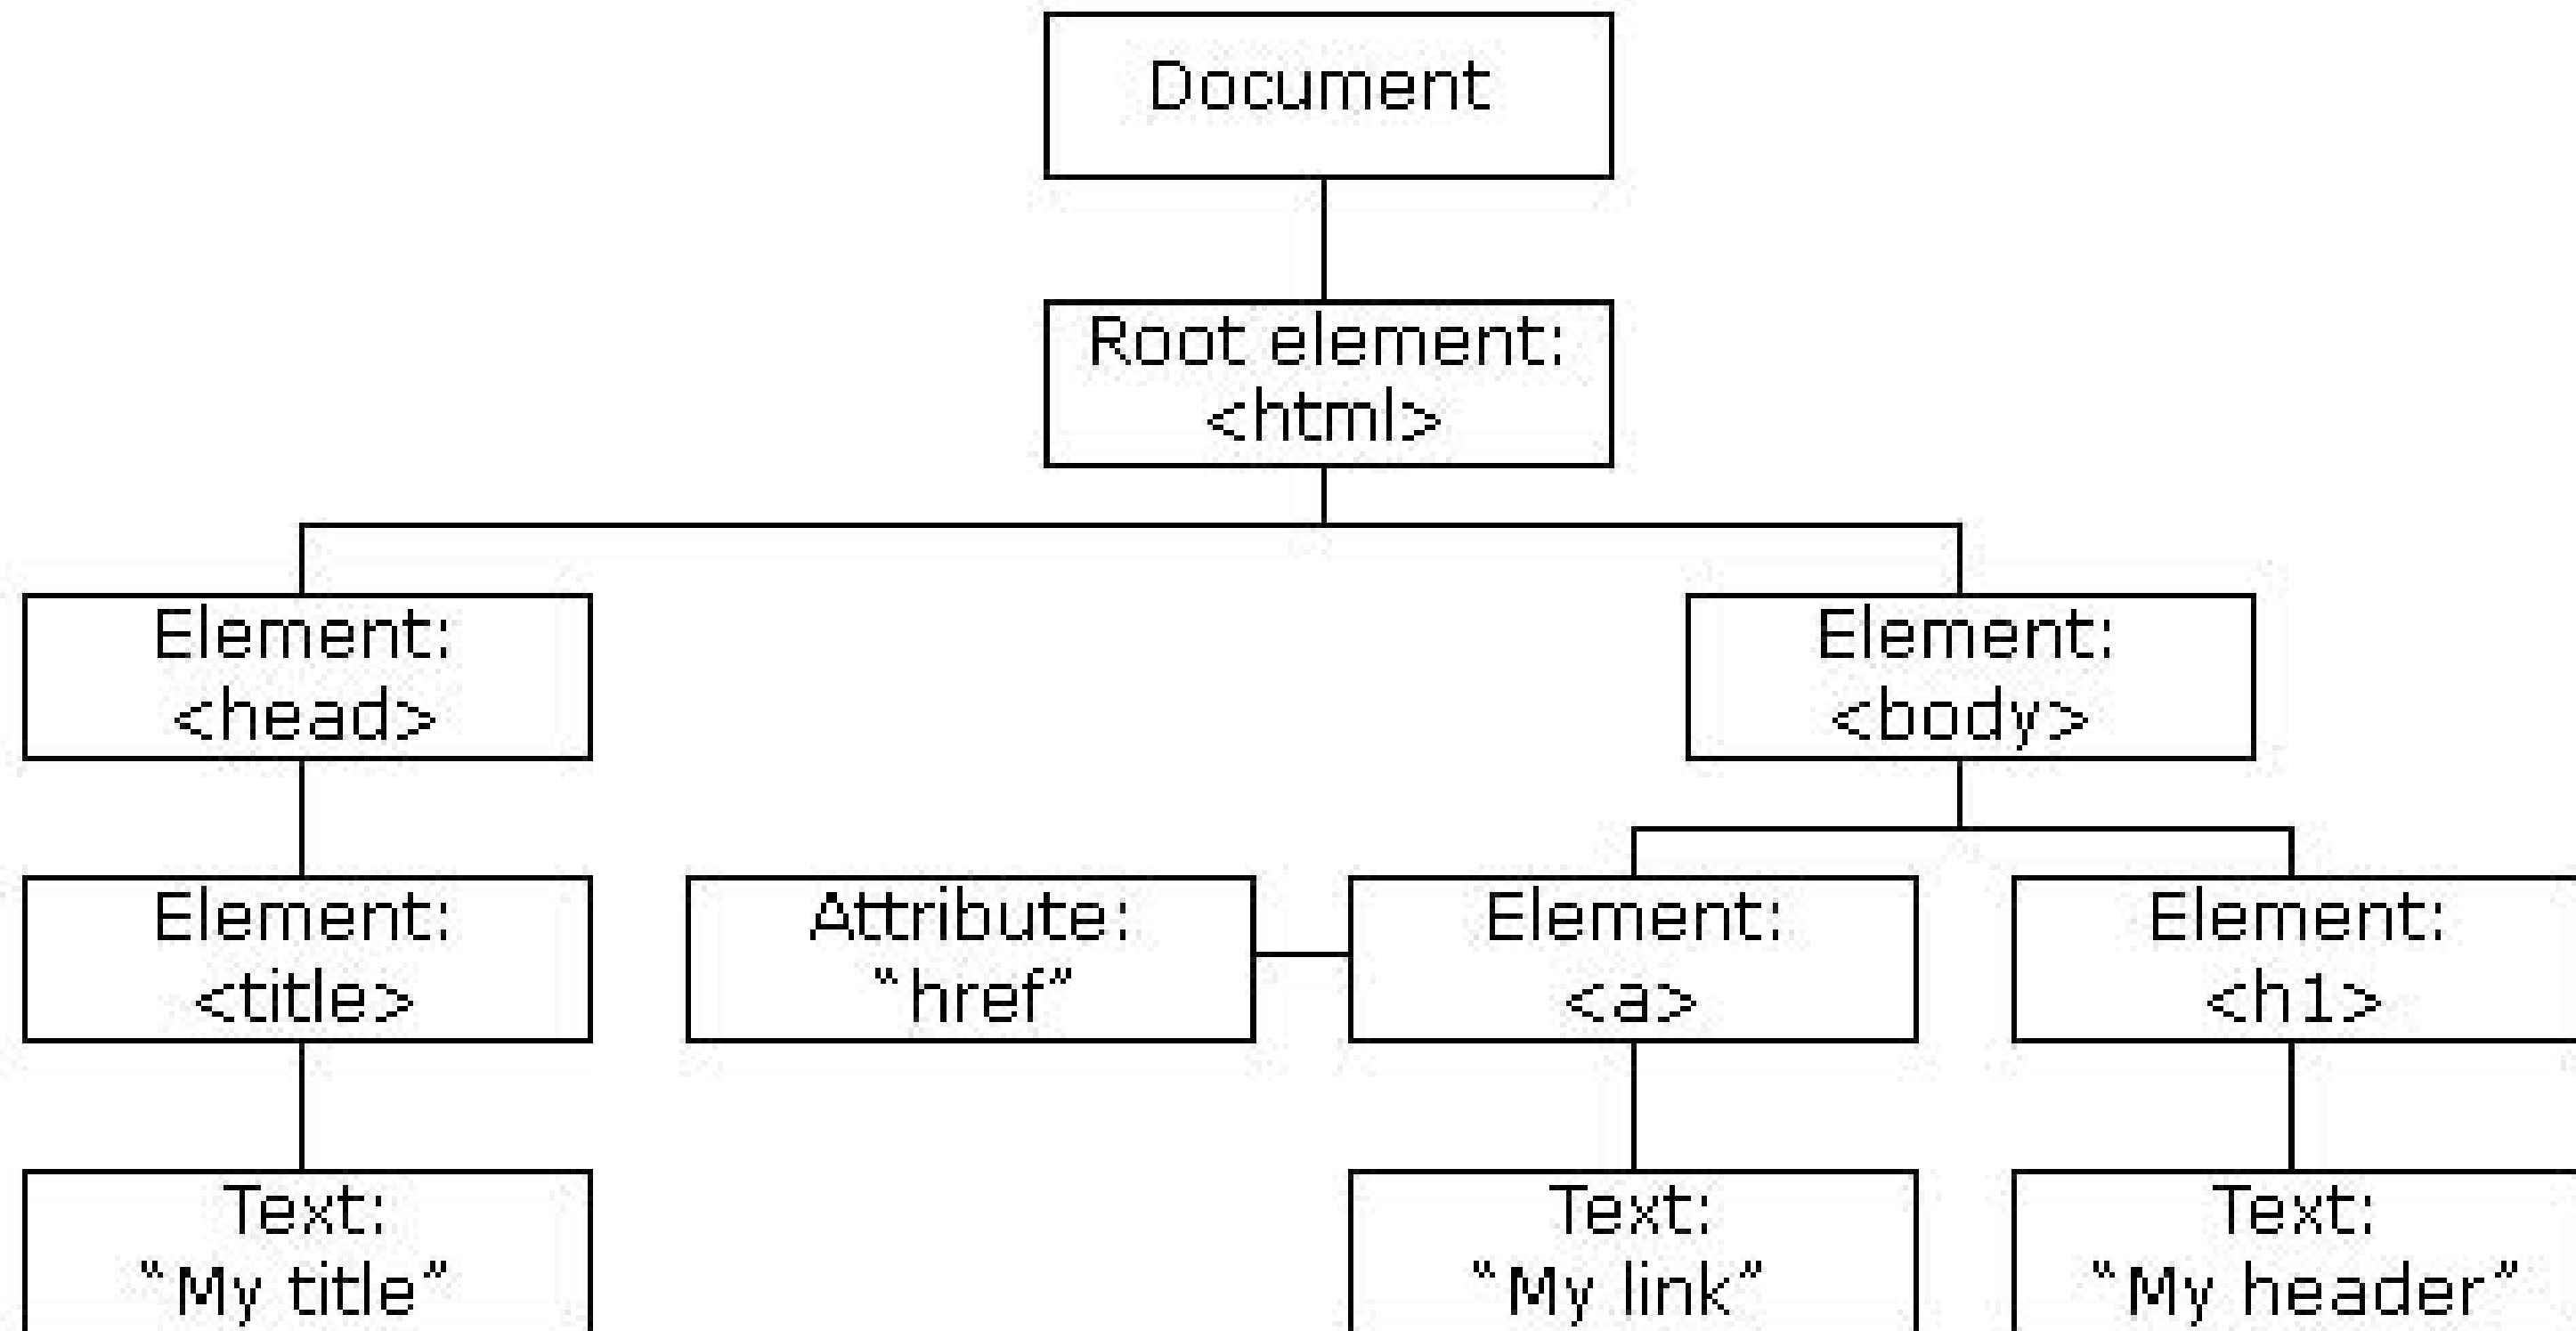 Document
Root element:
<html>
Element:
<head>
Element:
<body>
Element:
<title>
Attribute:
“href”
Element:
<a>
Element:
<h1>
Text:
“My title”
Text:
“My link”
Text:
“My header”